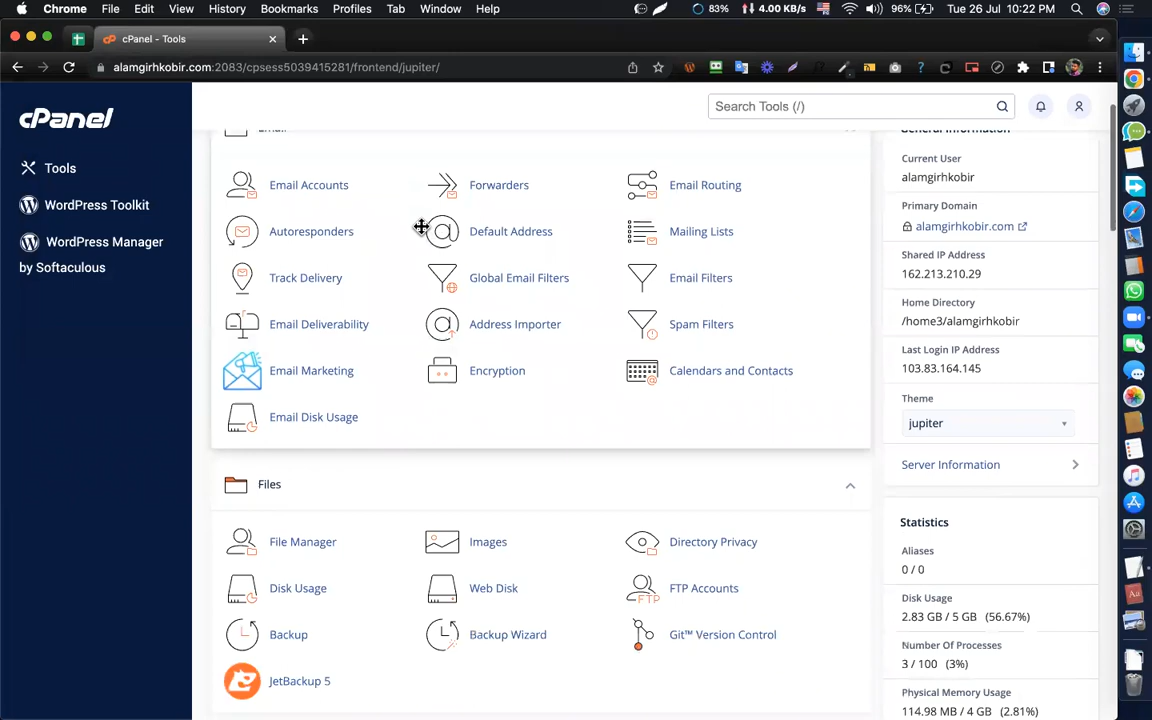 Chrome File Edit View History Bookmarks Profiles Tab Window Help 83% 4.00 KB/s 96% Tue 26 Jul 10:22 PM
cPanel - Tools
alamgirhkobir.com:2083/cpsess5039415281/frontend/jupiter/
cPanel
Search Tools (/)
Tools
WordPress Toolkit
WordPress Manager
by Softaculous
Email
Email Accounts
Forwarders
Email Routing
Autoresponders
Default Address
Mailing Lists
Track Delivery
Global Email Filters
Email Filters
Email Deliverability
Address Importer
Spam Filters
Email Marketing
Encryption
Calendars and Contacts
Email Disk Usage
Files
File Manager
Images
Directory Privacy
Disk Usage
Web Disk
FTP Accounts
FTP
Backup
Backup Wizard
Git™ Version Control
JetBackup 5
General Information
Current User
alamgirhkobir
Primary Domain
alamgirhkobir.com
Shared IP Address
162.213.210.29
Home Directory
/home3/alamgirhkobir
Last Login IP Address
103.83.164.145
Theme
jupiter
Server Information
Statistics
Aliases
0 / 0
Disk Usage
2.83 GB / 5 GB (56.67%)
Number Of Processes
3 / 100 (3%)
Physical Memory Usage
114.98 MB / 4 GB (2.81%)